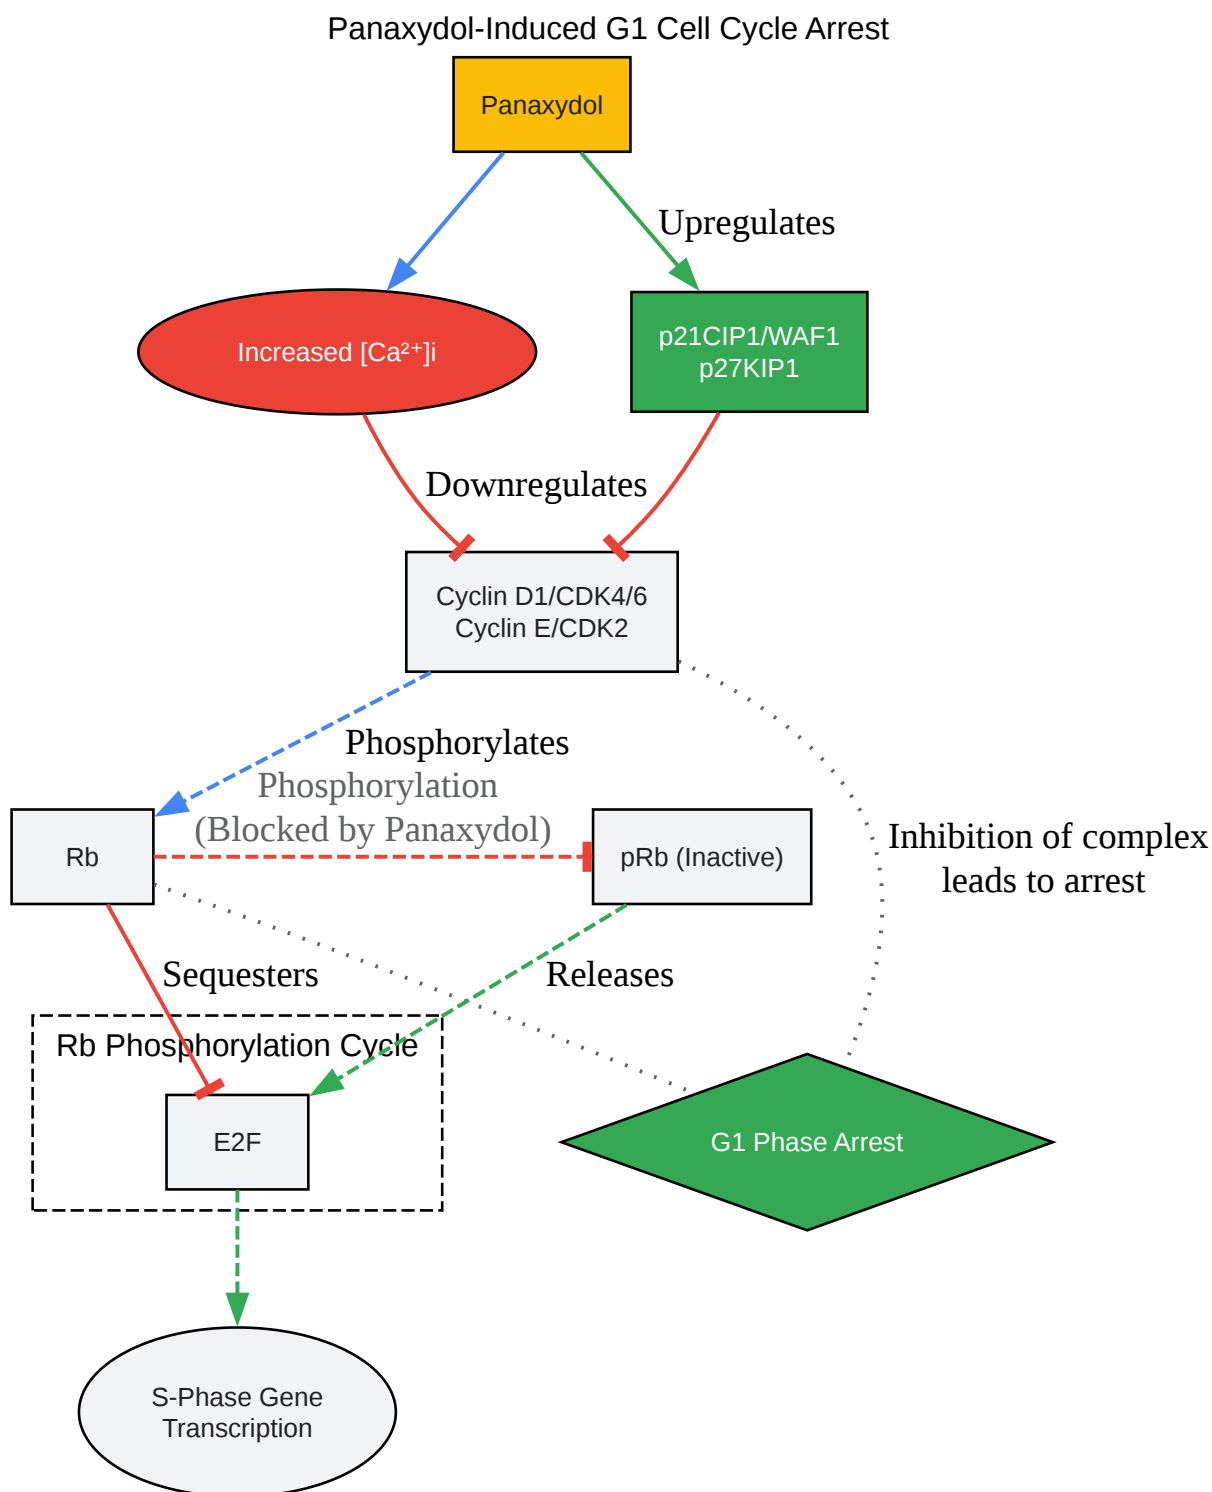 Panaxydol-Induced G1 Cell Cycle Arrest
Panaxydol
Upregulates
Increased [Ca²⁺]i
p21CIP1/WAF1
p27KIP1
Downregulates
Cyclin D1/CDK4/6
Cyclin E/CDK2
Phosphorylates
Phosphorylation
(Blocked by Panaxydol)
Rb
pRb (Inactive)
Inhibition of complex
leads to arrest
Sequesters
Releases
Rb Phosphorylation Cycle
E2F
G1 Phase Arrest
S-Phase Gene
Transcription